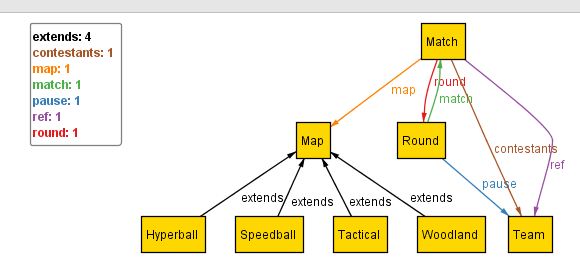 extends: 4
contestants: 1
map: 1
match: 1
pause: 1
ref: 1
round: 1
Match
map
round
match
Map
Round
contestants
ref
pause
extends
extends
extends
extends
Hyperball
Speedball
Tactical
Woodland
Team